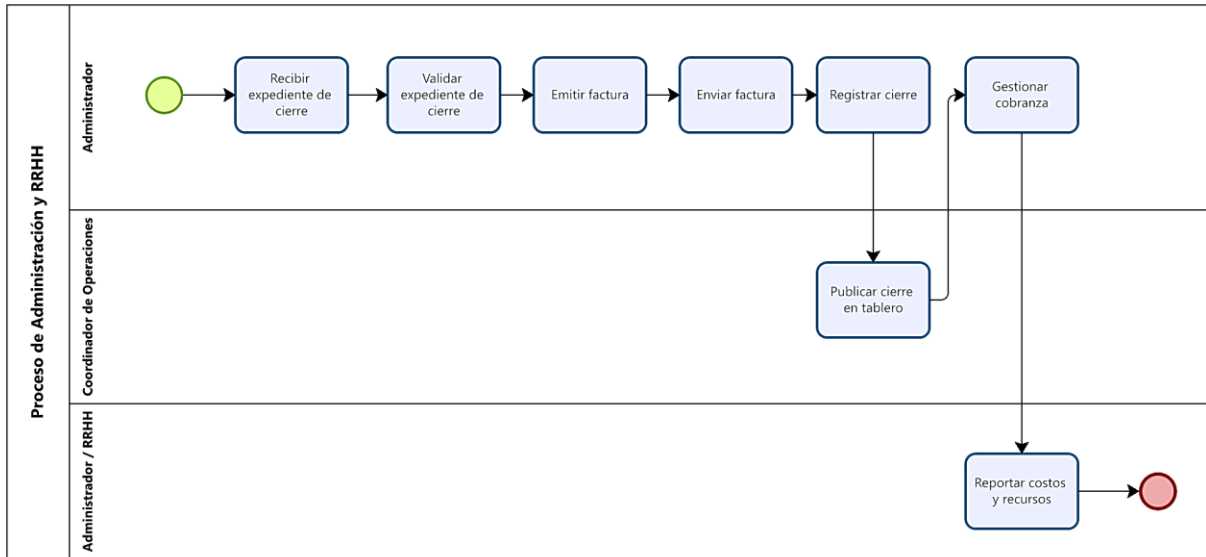 Proceso de Administración y RRHH
Administrador
Recibir
expediente de
cierre
Validar
expediente de
cierre
Emitir factura
Enviar factura
Registrar cierre
Gestionar
cobranza
Coordinador de Operaciones
Publicar cierre
en tablero
Administrador / RRHH
Reportar costos
y recursos